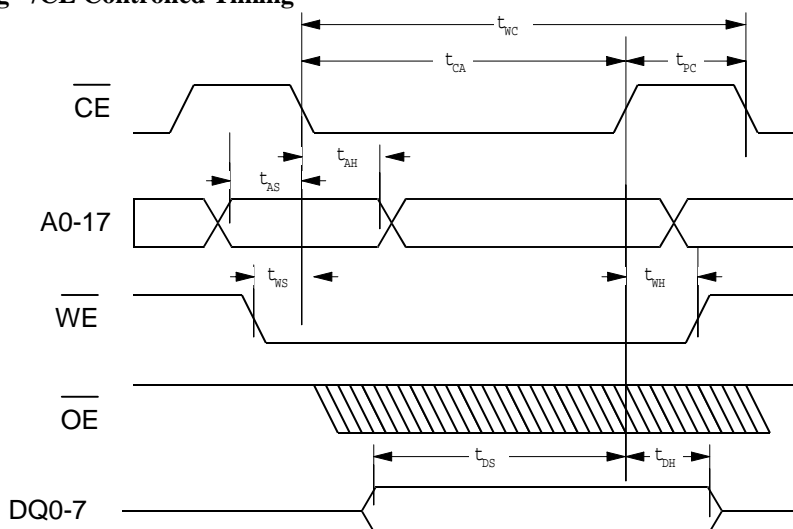 /CE Controlled Timing
tWC
tCA
tPC
CE
tAH
tAS
A0-17
tWS
tWH
WE
OE
tDS
tDH
DQ0-7